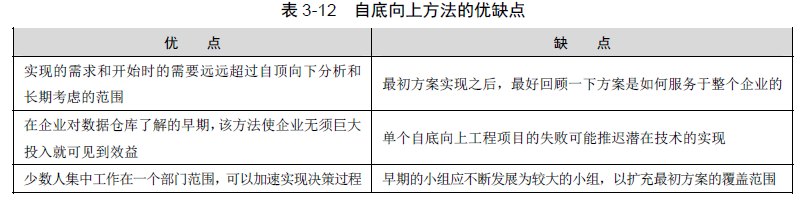 表 3-12 自底向上方法的优缺点
优 点
缺 点
实现的需求和开始时的需要远远超过自顶向下分析和
长期考虑的范围
最初方案实现之后，最好回顾一下方案是如何服务于整个企业的
在企业对数据仓库了解的早期，该方法使企业无须巨大
投入就可见到效益
单个自底向上工程项目的失败可能推迟潜在技术的实现
少数人集中工作在一个部门范围，可以加速实现决策过程
早期的小组应不断发展为较大的小组，以扩充最初方案的覆盖范围